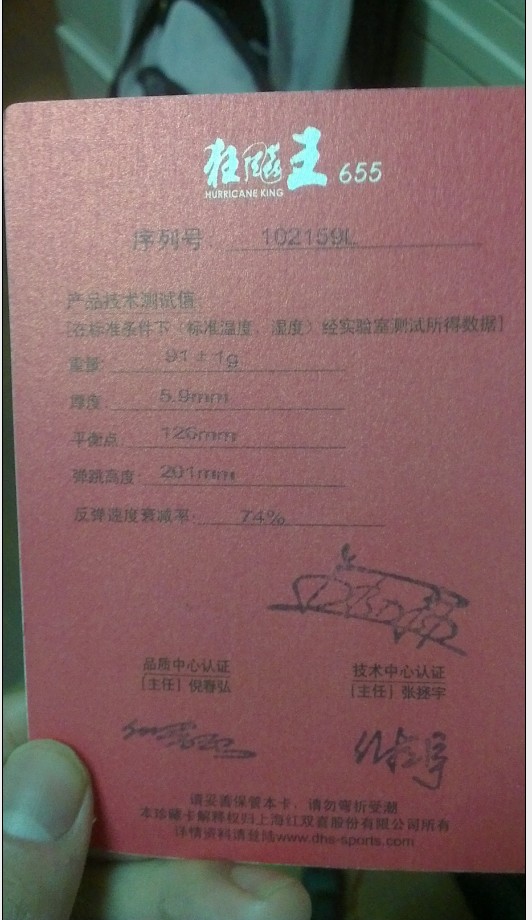 狂飚王 655
HURRICANE KING
序列号： 102159L
产品技术测试值
[在标准条件下（标准温度、湿度）经实验室测试所得数据]
重量： 91±1g
厚度： 5.9mm
平衡点： 126mm
弹跳高度： 201mm
反弹速度衰减率： 74%
品质中心认证 技术中心认证
[主任] 倪春弘 [主任]
请妥善保管本卡，请勿弯折受潮
本珍藏卡解释权归上海红双喜股份有限公司所有
详情资料请登陆www.dhs-sports.com